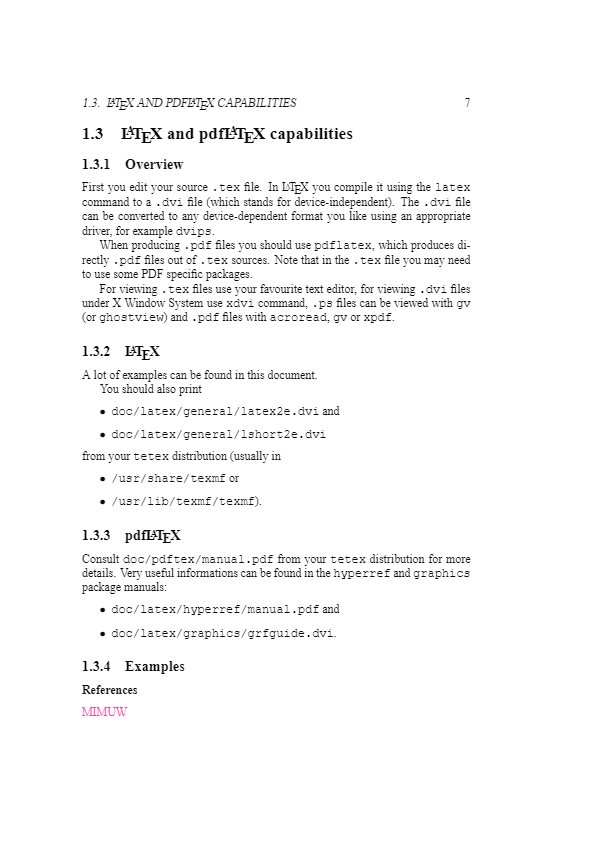 1.3. LATEX AND PDFLATEX CAPABILITIES 7
1.3 LATEX and pdfLATEX capabilities
1.3.1 Overview
First you edit your source .tex file. In LATEX you compile it using the latex
command to a .dvi file (which stands for device-independent). The .dvi file
can be converted to any device-dependent format you like using an appropriate
driver, for example dvips.
When producing .pdf files you should use pdflatex, which produces di-
rectly .pdf files out of .tex sources. Note that in the .tex file you may need
to use some PDF specific packages.
For viewing .tex files use your favourite text editor, for viewing .dvi files
under X Window System use xdvi command, .ps files can be viewed with gv
(or ghostview) and .pdf files with acroread, gv or xpdf.
1.3.2 LATEX
A lot of examples can be found in this document.
You should also print
• doc/latex/general/latex2e.dvi and
• doc/latex/general/lshort2e.dvi
from your tetex distribution (usually in
• /usr/share/texmf or
• /usr/lib/texmf/texmf).
1.3.3 pdfLATEX
Consult doc/pdftex/manual.pdf from your tetex distribution for more
details. Very useful informations can be found in the hyperref and graphics
package manuals:
• doc/latex/hyperref/manual.pdf and
• doc/latex/graphics/grfguide.dvi.
1.3.4 Examples
References
MIMUW